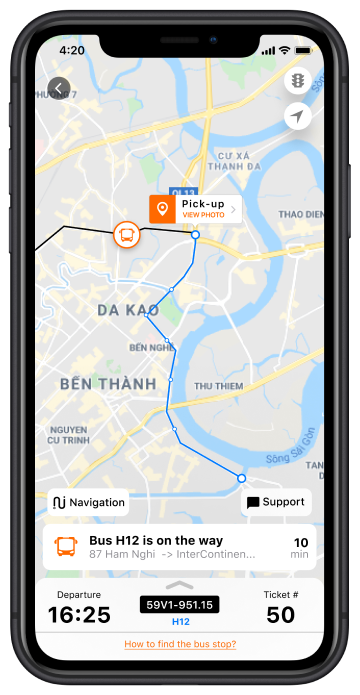 4:20
PHƯỜNG 7
Sông
CƯ XÁ
THANH ĐA
QL13
Pick-up
VIEW PHOTO
THAO DIEN
DA KAO
BẾN NGHÉ
BẾN THÀNH
THU THIEM
NGUYEN
CU TRINH
Sông Sài Gòn
TAN
Navigation
Support
Bus H12 is on the way
10
87 Ham Nghi -> InterContinen...
min
Departure
Ticket #
16:25
59V1-951.15
50
H12
How to find the bus stop?